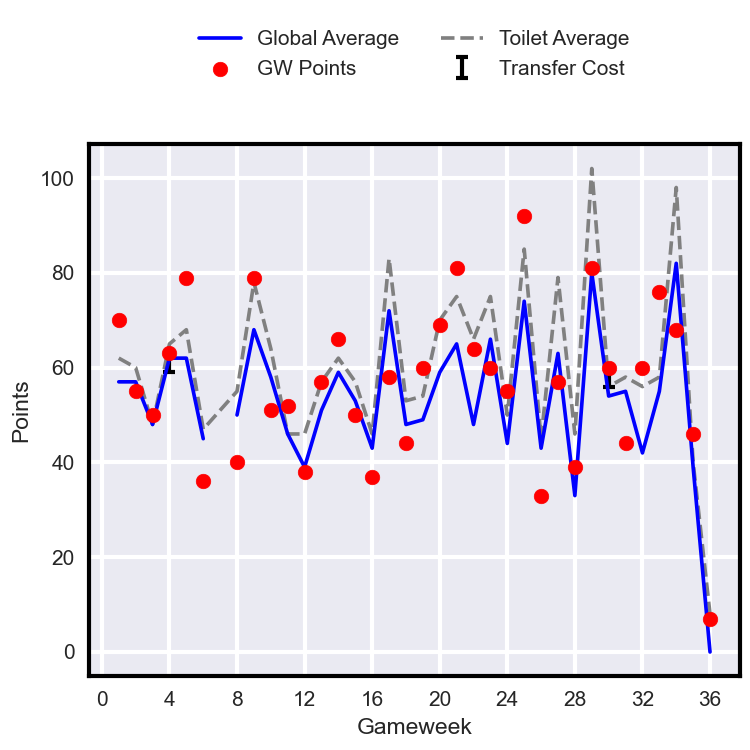 Global Average
Toilet Average
GW Points
Transfer Cost
Points
100
80
60
40
20
0
0 4 8 12 16 20 24 28 32 36
Gameweek